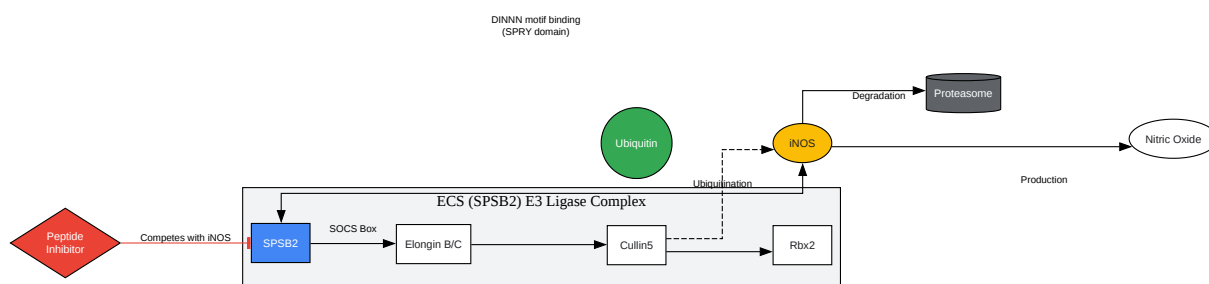 DINNN motif binding
(SPRY domain)
Proteasome
Degradation
Ubiquitin
iNOS
Nitric Oxide
Ubiquitination
Production
ECS (SPSB2) E3 Ligase Complex
Peptide
Inhibitor
Competes with iNOS
SPSB2
SOCS Box
Elongin B/C
Cullin5
Rbx2